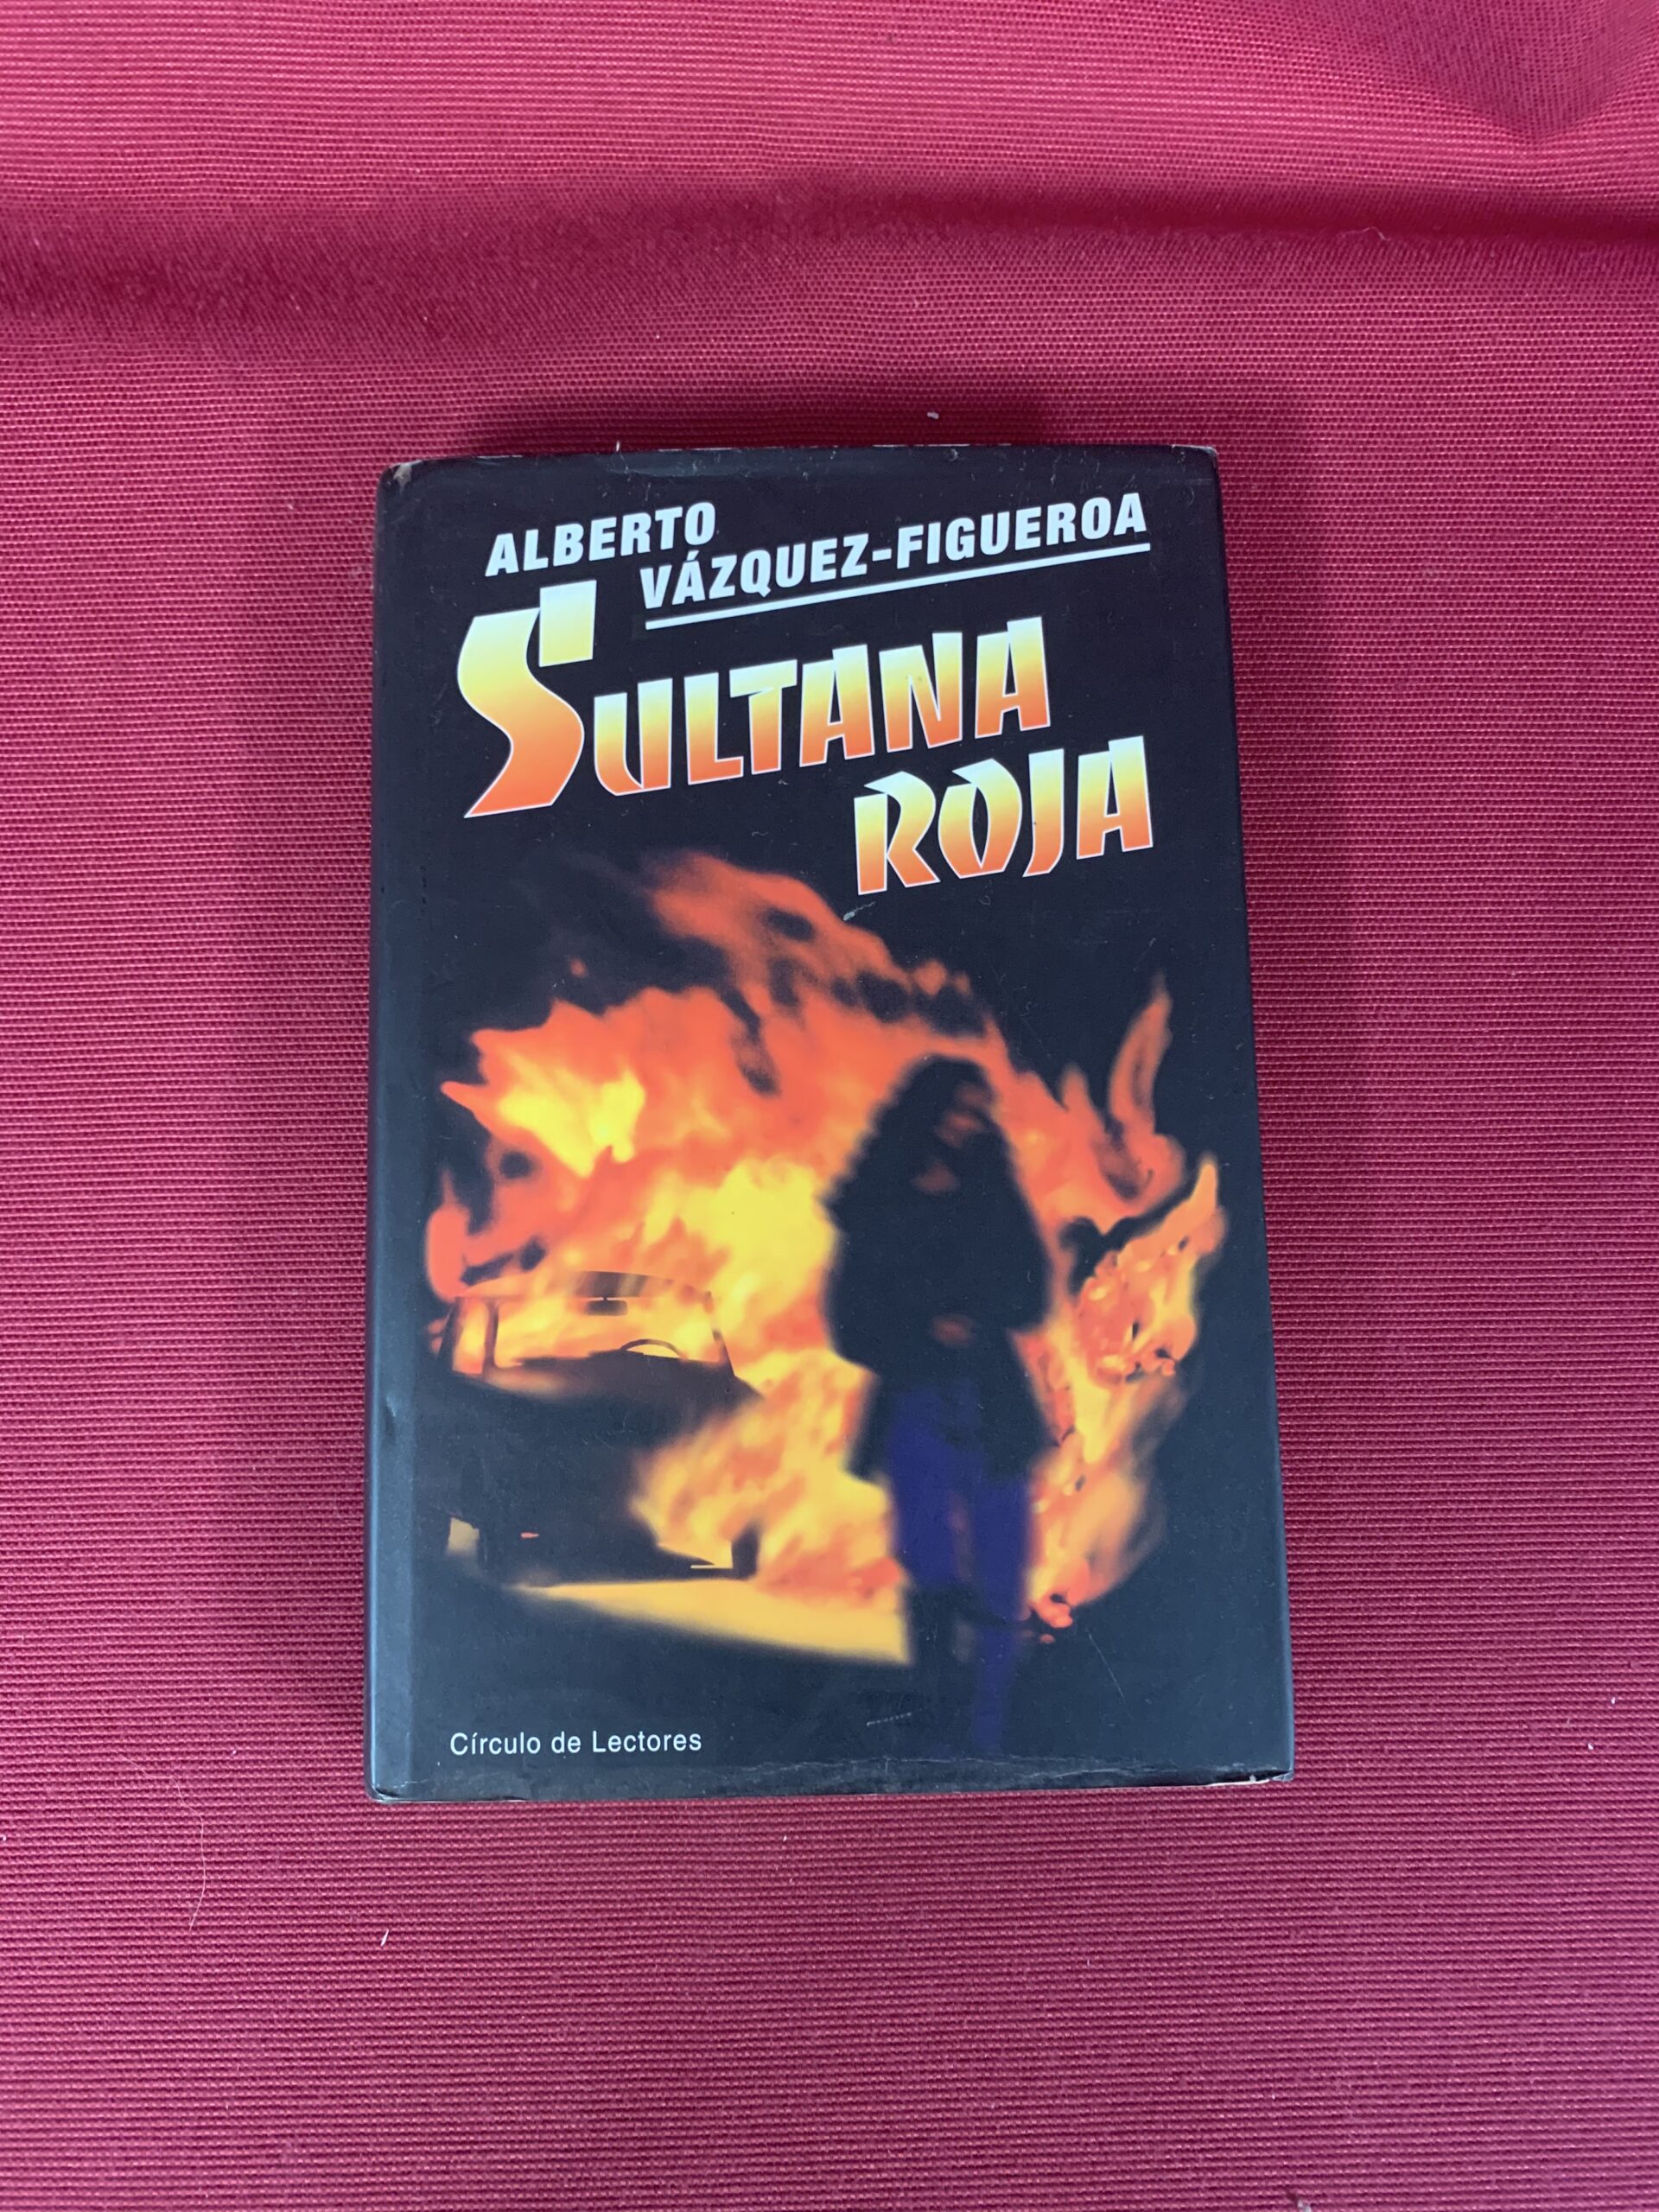 ALBERTO
VÁZQUEZ-FIGUEROA
SULTANA
ROJA
Círculo de Lectores